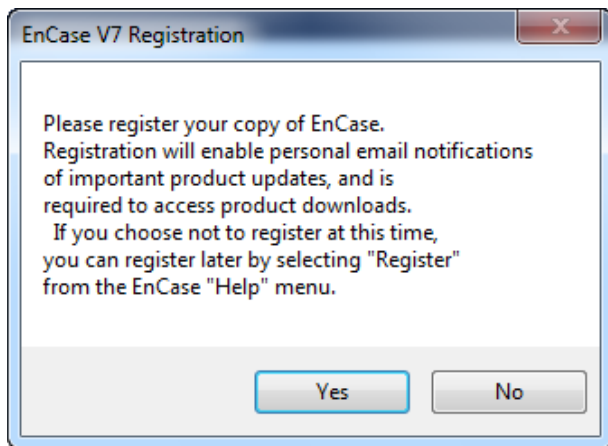 EnCase V7 Registration
Please register your copy of EnCase.
Registration will enable personal email notifications
of important product updates, and is
required to access product downloads.
If you choose not to register at this time,
you can register later by selecting "Register"
from the EnCase "Help" menu.
Yes
No